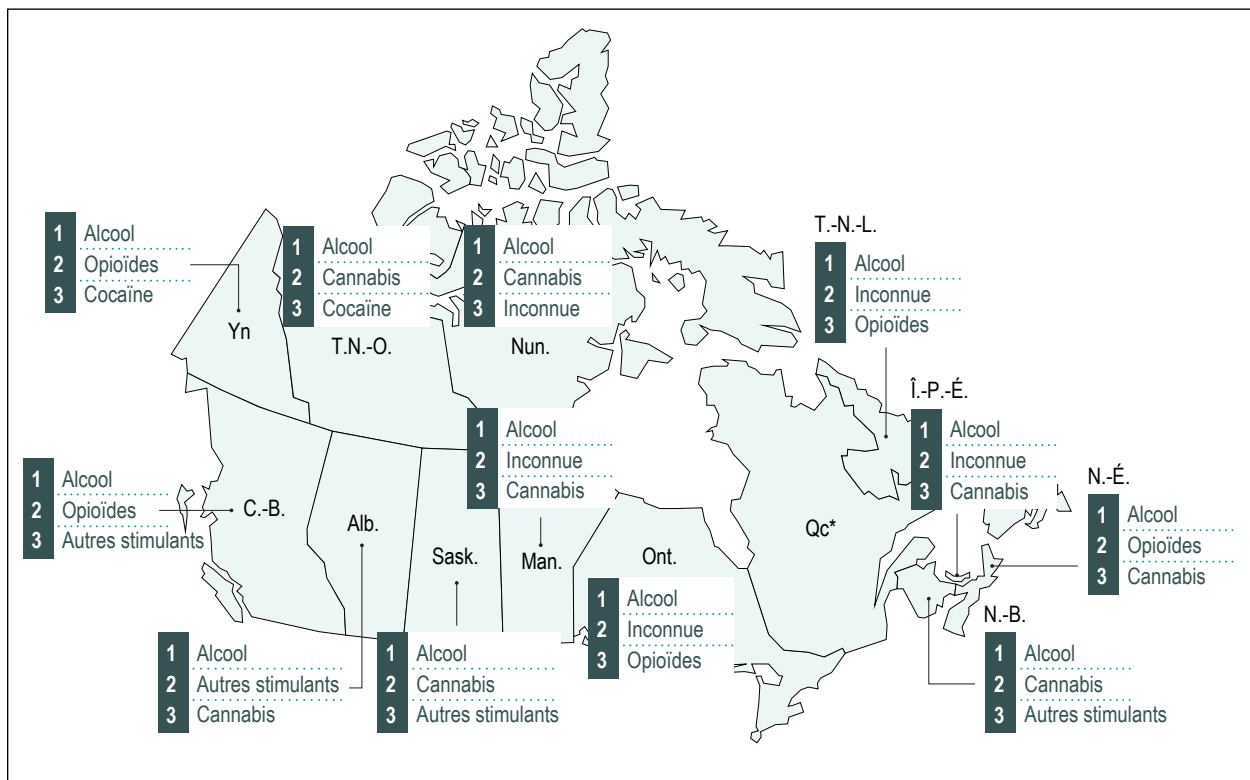 1 Alcool
2 Opioïdes
3 Cocaïne
Yn
1 Alcool
2 Cannabis
3 Cocaïne
T.N.-O.
1 Alcool
2 Cannabis
3 Inconnue
Nun.
T.-N.-L.
1 Alcool
2 Inconnue
3 Opioïdes
Î.-P.-É.
1 Alcool
2 Inconnue
3 Cannabis
N.-É.
1 Alcool
2 Opioïdes
3 Cannabis
1 Alcool
2 Opioïdes
3 Autres stimulants
C.-B.
Alb.
Sask.
1 Alcool
2 Inconnue
3 Cannabis
Man.
Ont.
Qc*
1 Alcool
2 Autres stimulants
3 Cannabis
1 Alcool
2 Cannabis
3 Autres stimulants
1 Alcool
2 Inconnue
3 Opioïdes
N.-B.
1 Alcool
2 Cannabis
3 Autres stimulants